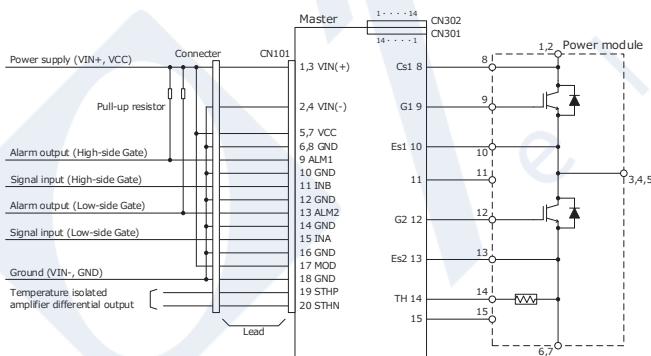 Master
1 · · · · 14
CN302
CN301
14 · · · · 1
Connecter
CN101
Power supply (VIN+, VCC)
Pull-up resistor
Alarm output (High-side Gate)
Signal input (High-side Gate)
Alarm output (Low-side Gate)
Signal input (Low-side Gate)
Ground (VIN-, GND)
Temperature isolated
amplifier differential output
Lead
1,3 VIN(+)
2,4 VIN(-)
5,7 VCC
6,8 GND
9 ALM1
10 GND
11 INB
12 GND
13 ALM2
14 GND
15 INA
16 GND
17 MOD
18 GND
19 STHP
20 STHN
Cs1 8
G1 9
Es1 10
11
G2 12
Es2 13
TH 14
15
8
9
10
11
12
13
14
15
1,2
Power module
3,4,5
6,7
e
l